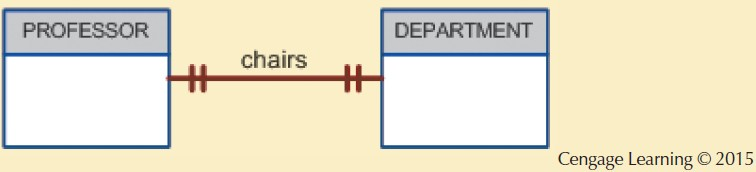 PROFESSOR
chairs
DEPARTMENT
Cengage Learning © 2015